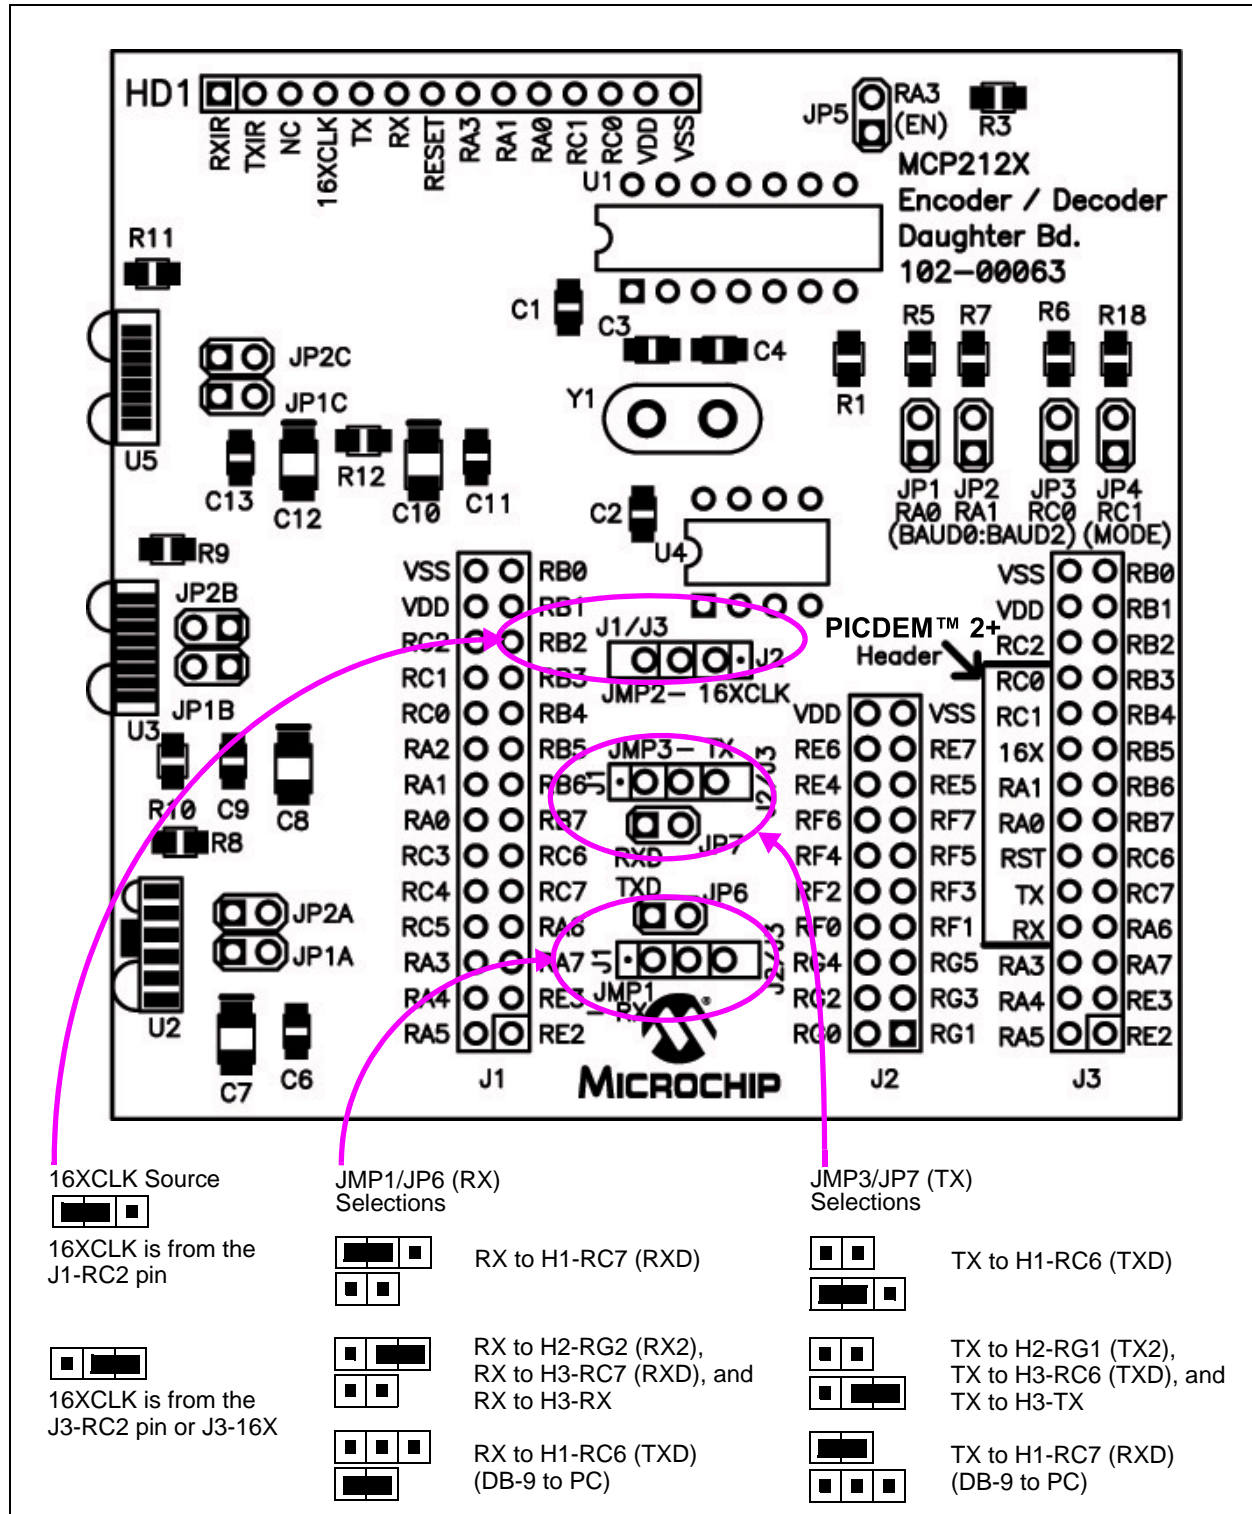 HD1
RXIR
TXIR
NC
16XCLK
TX
RX
RESET
RA3
RA1
RA0
RC1
RC0
VDD
VSS
JP5
RA3
(EN)
R3
U1
MCP212X
Encoder / Decoder
Daughter Bd.
102-00063
R11
C1
C3
C4
R5
R7
R6
R18
JP2C
JP1C
Y1
R1
U5
C13
C12
R12
C10
C11
C2
U4
JP1
JP2
JP3
JP4
RA0
RA1
RC0
RC1
(BAUD0:BAUD2)
(MODE)
R9
JP2B
JP1B
U3
R10
C9
C8
R8
JP2A
JP1A
U2
C7
C6
VSS RB0
VDD RB1
RC2 RB2
RC1 RB3
RC0 RB4
RA2 RB5
RA1 RB6
RA0 RB7
RC3 RC6
RC4 RC7
RC5 RA6
RA3 RA7
RA4 RE3
RA5 RE2
J1
J1/J3
J2
JMP2- 16XCLK
JMP3- TX
J1
J2/J3
JP7
RXD
TXD
JP6
J1
J2/J3
JMP1
- RX
MICROCHIP
PICDEM™ 2+
Header
VDD VSS
RE6 RE7
RE4 RE5
RF6 RF7
RF4 RF5
RF2 RF3
RF0 RF1
RG4 RG5
RG2 RG3
RG0 RG1
J2
VSS RB0
VDD RB1
RC2 RB2
RC0 RB3
RC1 RB4
16X RB5
RA1 RB6
RA0 RB7
RST RC6
TX RC7
RX RA6
RA3 RA7
RA4 RE3
RA5 RE2
J3
16XCLK Source
16XCLK is from the
J1-RC2 pin
16XCLK is from the
J3-RC2 pin or J3-16X
JMP1/JP6 (RX)
Selections
RX to H1-RC7 (RXD)
RX to H2-RG2 (RX2),
RX to H3-RC7 (RXD), and
RX to H3-RX
RX to H1-RC6 (TXD)
(DB-9 to PC)
JMP3/JP7 (TX)
Selections
TX to H1-RC6 (TXD)
TX to H2-RG1 (TX2),
TX to H3-RC6 (TXD), and
TX to H3-TX
TX to H1-RC7 (RXD)
(DB-9 to PC)